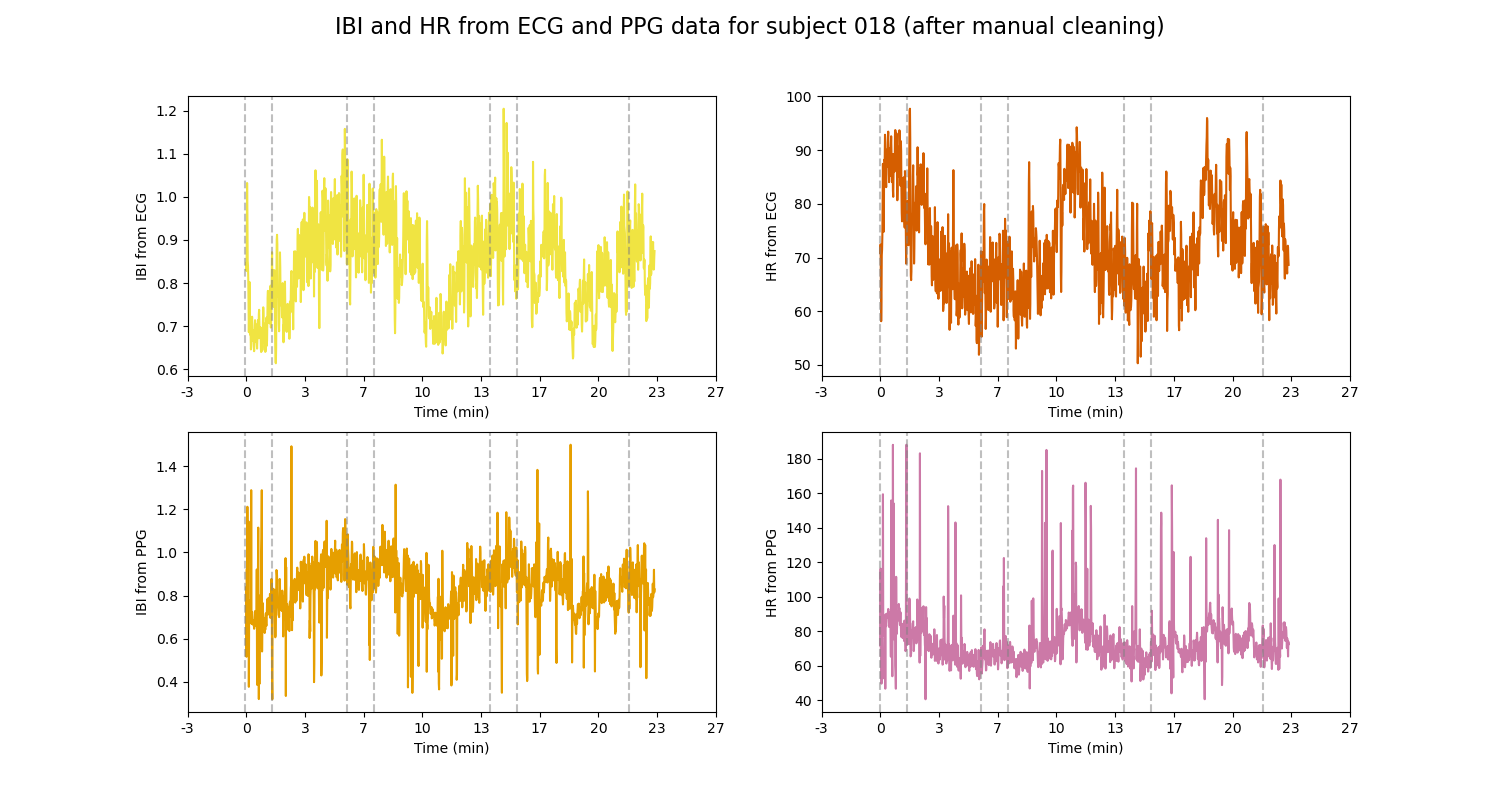 IBI and HR from ECG and PPG data for subject 018 (after manual cleaning)
IBI from ECG
1.2
1.1
1.0
0.9
0.8
0.7
0.6
-3 0 3 7 10 13 17 20 23 27
Time (min)
HR from ECG
100
90
80
70
60
50
-3 0 3 7 10 13 17 20 23 27
Time (min)
IBI from PPG
1.4
1.2
1.0
0.8
0.6
0.4
-3 0 3 7 10 13 17 20 23 27
Time (min)
HR from PPG
180
160
140
120
100
80
60
40
-3 0 3 7 10 13 17 20 23 27
Time (min)